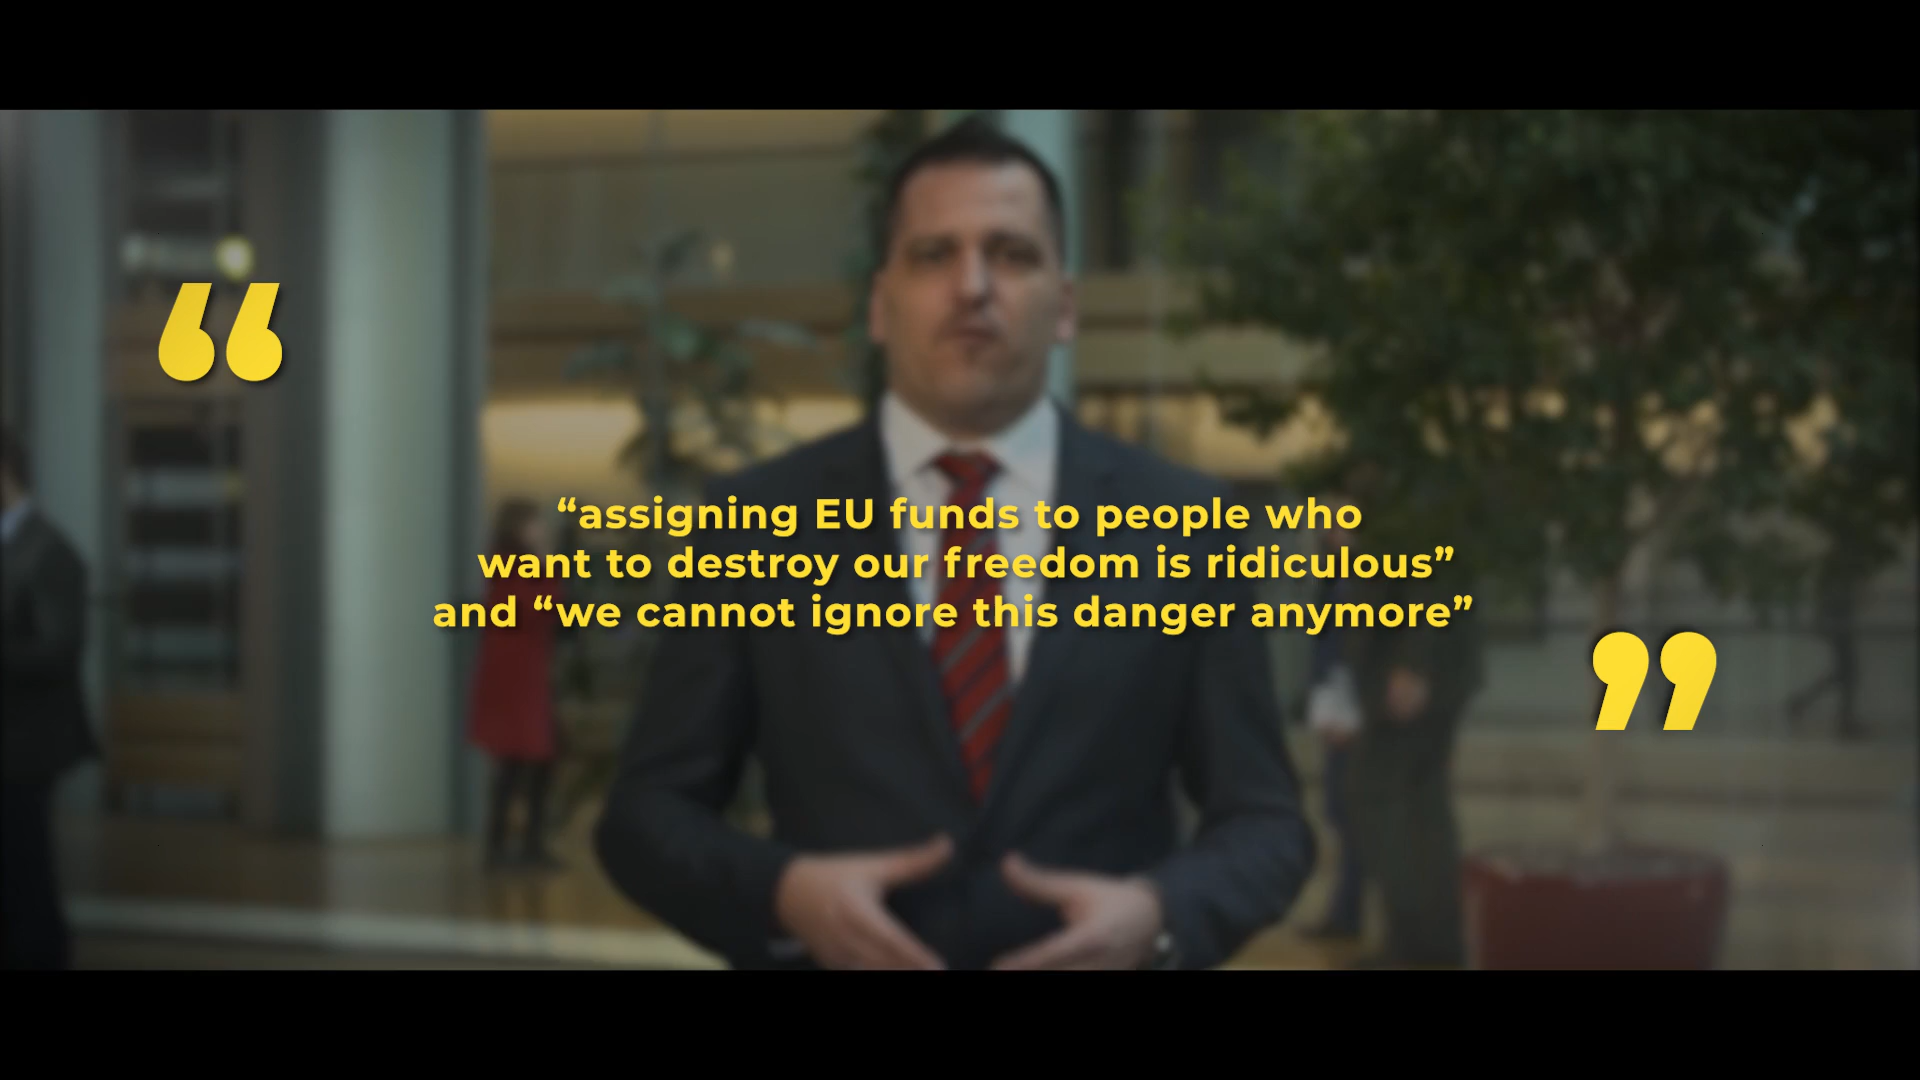 “assigning EU funds to people who
want to destroy our freedom is ridiculous”
and “we cannot ignore this danger anymore”